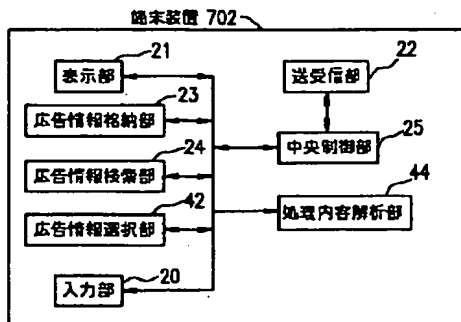 端末装置 702
21
表示部
22
送受信部
23
広告情報格納部
25
中央制御部
24
広告情報検索部
44
処理内容解析部
42
広告情報選択部
20
入力部